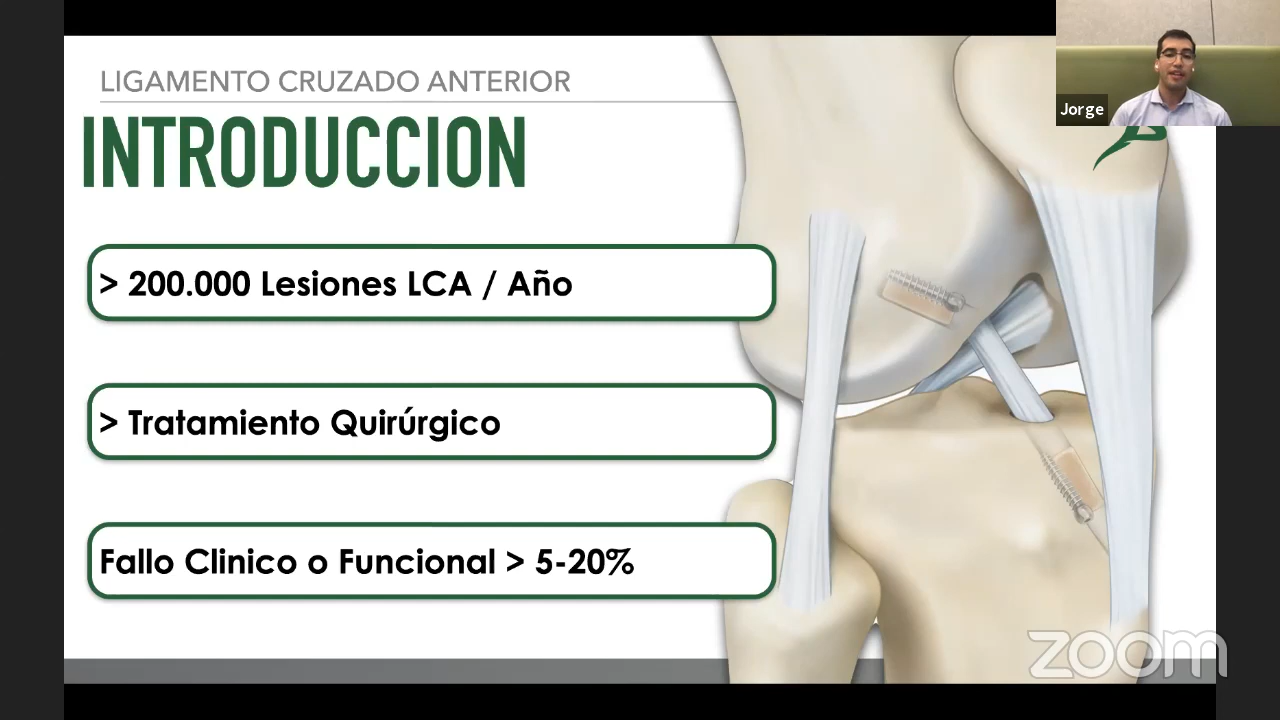 LIGAMENTO CRUZADO ANTERIOR
INTRODUCCION
> 200.000 Lesiones LCA / Año
> Tratamiento Quirúrgico
Fallo Clinico o Funcional > 5-20%
Jorge
zoom